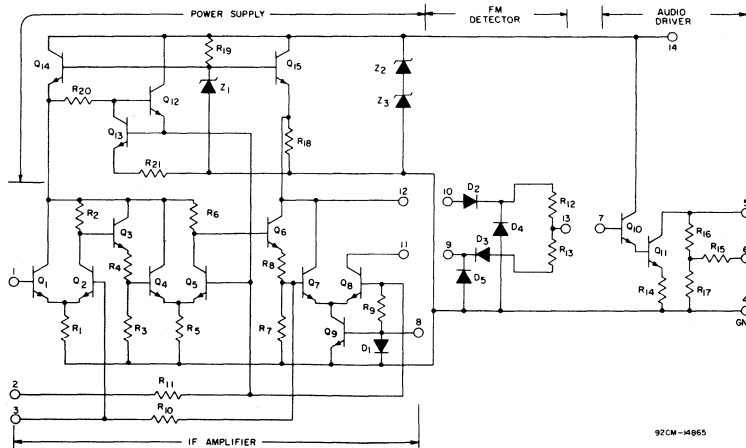 POWER SUPPLY
FM DETECTOR
AUDIO DRIVER
14
Q14
R19
Q15
Z2
Z1
R20
Q12
Z3
Q13
R18
R21
12
10
D2
R12
5
R2
R6
13
7
Q3
Q6
D4
Q10
R16
11
9
D3
R15
6
R4
R8
R13
Q11
1
Q1
Q2
Q4
Q5
Q7
Q8
D5
R14
R17
R9
4
R1
R3
R5
R7
Q9
8
GND
D1
2
R11
3
R10
92CM-14865
IF AMPLIFIER